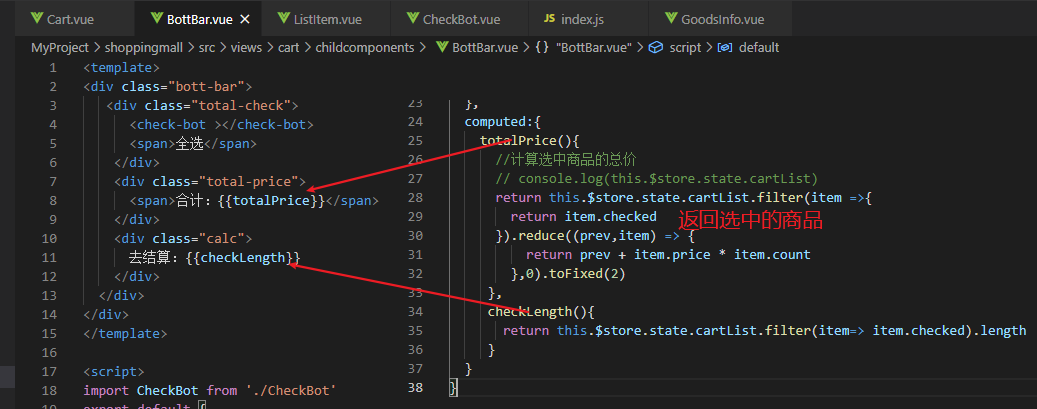 Cart.vue BottBar.vue × ListItem.vue CheckBot.vue JS index.js GoodsInfo.vue
MyProject > shoppingmall > src > views > cart > childcomponents > BottBar.vue > {} "BottBar.vue" > script > default
1 <template>
2 <div class="bott-bar">
3 <div class="total-check">
4 <check-bot ></check-bot>
5 <span>全选</span>
6 </div>
7 <div class="total-price">
8 <span>合计：{{totalPrice}}</span>
9 </div>
10 <div class="calc">
11 去结算：{{checkLength}}
12 </div>
13 </div>
14 </div>
15 </template>
16
17 <script>
18 import CheckBot from './CheckBot'
19 export default {
23 },
24 computed:{
25 totalPrice(){
26 //计算选中商品的总价
27 // console.log(this.$store.state.cartList)
28 return this.$store.state.cartList.filter(item =>{
29 return item.checked 返回选中的商品
30 }).reduce((prev,item) => {
31 return prev + item.price * item.count
32 },0).toFixed(2)
33 },
34 checkLength(){
35 return this.$store.state.cartList.filter(item=> item.checked).length
36 }
37 }
38 }